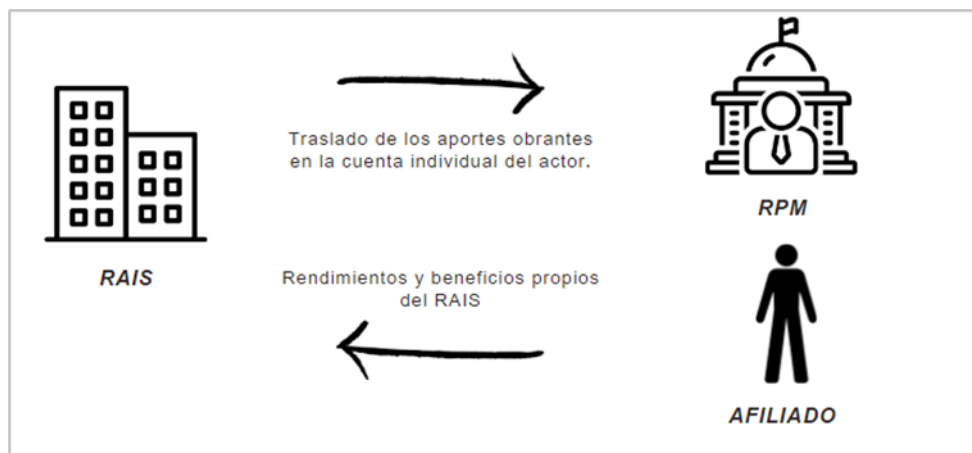 Traslado de los aportes obrantes
en la cuenta individual del actor.
RPM
RAIS
Rendimientos y beneficios propios
del RAIS
AFILIADO